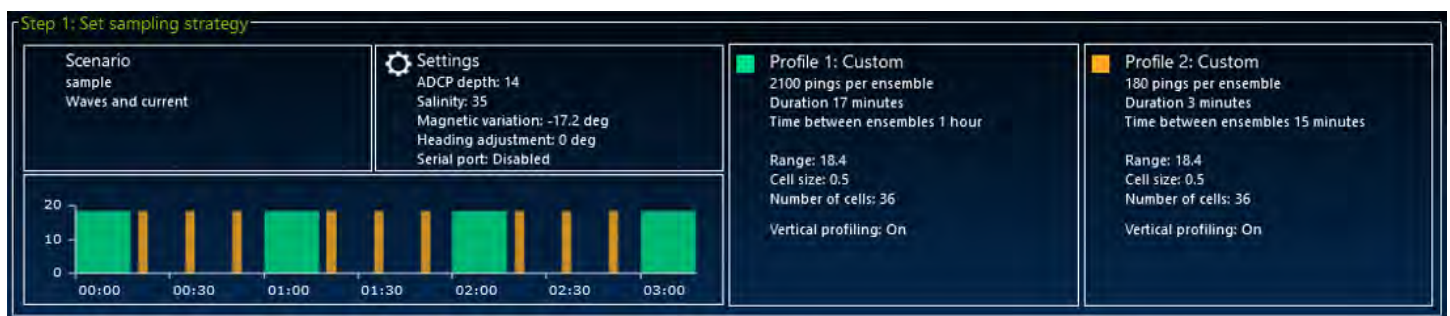 Step 1: Set sampling strategy
Scenario
sample
Waves and current
Settings
ADCP depth: 14
Salinity: 35
Magnetic variation: -17.2 deg
Heading adjustment: 0 deg
Serial port: Disabled
Profile 1: Custom
2100 pings per ensemble
Duration 17 minutes
Time between ensembles 1 hour
Range: 18.4
Cell size: 0.5
Number of cells: 36
Vertical profiling: On
Profile 2: Custom
180 pings per ensemble
Duration 3 minutes
Time between ensembles 15 minutes
Range: 18.4
Cell size: 0.5
Number of cells: 36
Vertical profiling: On
20
10
0
00:00 00:30 01:00 01:30 02:00 02:30 03:00